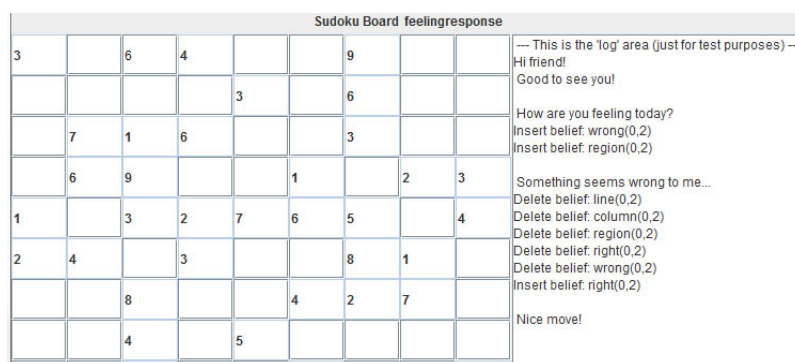 Sudoku Board feelingresponse
3 6 4 9
3 6
7 1 6 3
6 9 1 2 3
1 3 2 7 6 5 4
2 4 3 8 1
8 4 2 7
4 5
--- This is the 'log' area (just for test purposes) --
Hi friend!
Good to see you!
How are you feeling today?
Insert belief: wrong(0,2)
Insert belief: region(0,2)
Something seems wrong to me...
Delete belief: line(0,2)
Delete belief: column(0,2)
Delete belief: region(0,2)
Delete belief: right(0,2)
Delete belief: wrong(0,2)
Insert belief: right(0,2)
Nice move!